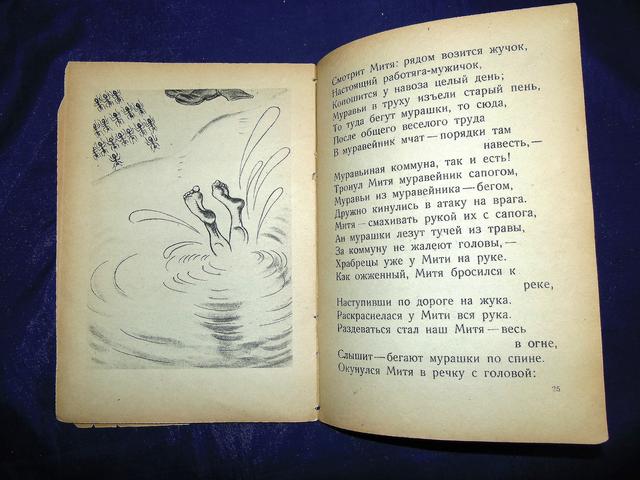 Смотрит Митя: рядом возится жучок,
Настоящий работяга-мужичок,
Копошится у навоза целый день;
Муравьи в труху изъели старый пень,
То туда бегут мурашки, то сюда,
После общего веселого труда
В муравейник мчат — порядки там
навесть, —
Муравьиная коммуна, так и есть!
Тронул Митя муравейник сапогом,
Муравьи из муравейника — бегом,
Дружно кинулись в атаку на врага.
Митя — смахивать рукой их с сапога,
Ан мурашки лезут тучей из травы,
За коммуну не жалеют головы, —
Храбрецы уже у Мити на руке.
Как ожженный, Митя бросился к
реке,
Наступивши по дороге на жука.
Раскраснелася у Мити вся рука.
Раздеваться стал наш Митя — весь
в огне,
Слышит — бегают мурашки по спине.
Окунулся Митя в речку с головой:
25